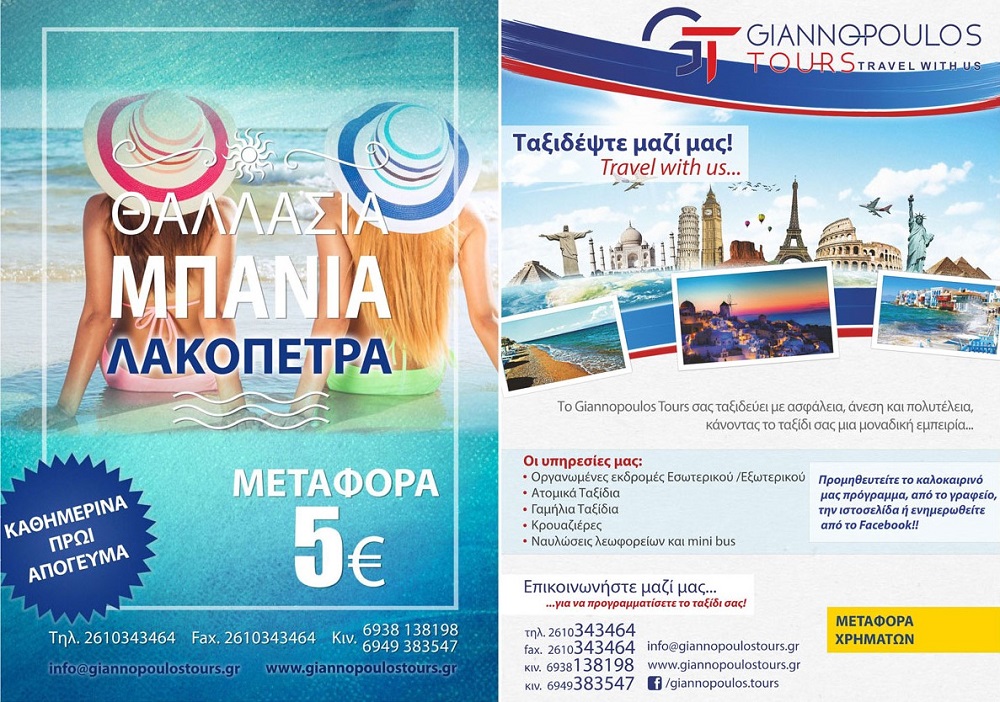 ΘΑΛΛΑΣΙΑ
ΜΠΑΝΙΑ
ΛΑΚΟΠΕΤΡΑ
ΜΕΤΑΦΟΡΑ
5€
ΚΑΘΗΜΕΡΙΝΑ
ΠΡΩΙ
ΑΠΟΓΕΥΜΑ
Τηλ. 2610343464 Fax. 2610343464 Κιν. 6938 138198
6949 383547
info@giannopoulostours.gr www.giannopoulostours.gr
GT GIANNOPOULOS
TOURS TRAVEL WITH US
Ταξιδέψτε μαζί μας!
Travel with us...
Το Giannopoulos Tours σας ταξιδεύει με ασφάλεια, άνεση και πολυτέλεια,
κάνοντας το ταξίδι σας μια μοναδική εμπειρία...
Οι υπηρεσίες μας:
• Οργανωμένες εκδρομές Εσωτερικού /Εξωτερικού
• Ατομικά Ταξίδια
• Γαμήλια Ταξίδια
• Κρουαζιέρες
• Ναυλώσεις λεωφορείων και mini bus
Προμηθευτείτε το καλοκαιρινό
μας πρόγραμμα, από το γραφείο,
την ιστοσελίδα ή ενημερωθείτε
από το Facebook!!
Επικοινωνήστε μαζί μας...
...για να προγραμματίσετε το ταξίδι σας!
τηλ. 2610343464
fax. 2610343464
κιν. 6938138198
κιν. 6949383547
info@giannopoulostours.gr
www.giannopoulostours.gr
/giannopoulos.tours
ΜΕΤΑΦΟΡΑ
ΧΡΗΜΑΤΩΝ